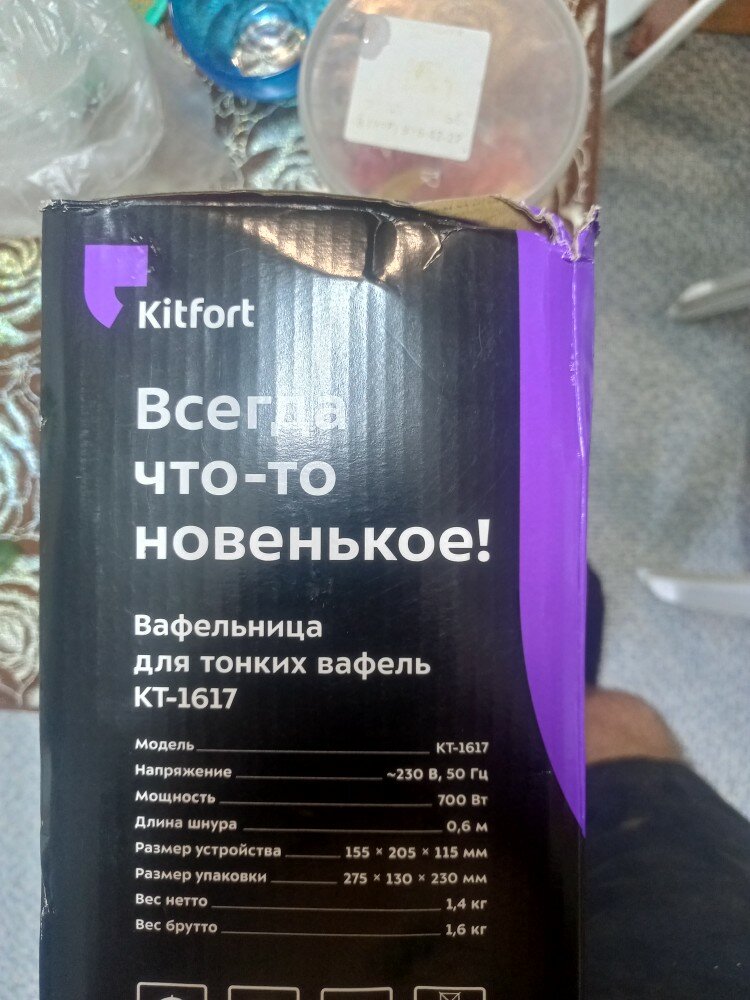 Kitfort
Всегда
что-то
новенькое!
Вафельница
для тонких вафель
КТ-1617
Модель КТ-1617
Напряжение ~230 В, 50 Гц
Мощность 700 Вт
Длина шнура 0,6 м
Размер устройства 155 × 205 × 115 мм
Размер упаковки 275 × 130 × 230 мм
Вес нетто 1,4 кг
Вес брутто 1,6 кг